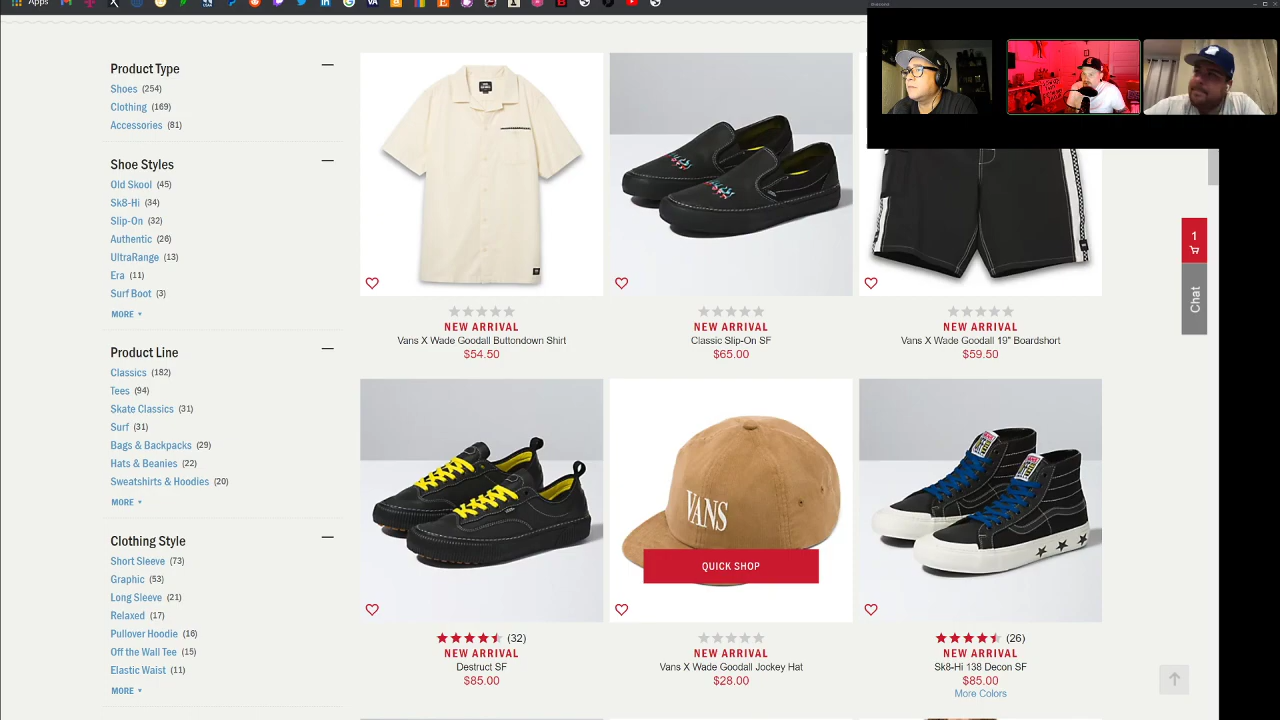 Apps
Product Type
Shoes (254)
Clothing (169)
Accessories (81)
Shoe Styles
Old Skool (45)
Sk8-Hi (34)
Slip-On (32)
Authentic (26)
UltraRange (13)
Era (11)
Surf Boot (3)
MORE
Product Line
Classics (182)
Tees (94)
Skate Classics (31)
Surf (31)
Bags & Backpacks (29)
Hats & Beanies (22)
Sweatshirts & Hoodies (20)
MORE
Clothing Style
Short Sleeve (73)
Graphic (53)
Long Sleeve (21)
Relaxed (17)
Pullover Hoodie (16)
Off the Wall Tee (15)
Elastic Waist (11)
MORE
NEW ARRIVAL
Vans X Wade Goodall Buttondown Shirt
$54.50
NEW ARRIVAL
Classic Slip-On SF
$65.00
NEW ARRIVAL
Vans X Wade Goodall 19" Boardshort
$59.50
(32)
NEW ARRIVAL
Destruct SF
$85.00
VANS
QUICK SHOP
NEW ARRIVAL
Vans X Wade Goodall Jockey Hat
$28.00
(26)
NEW ARRIVAL
Sk8-Hi 138 Decon SF
$85.00
More Colors
1
Chat